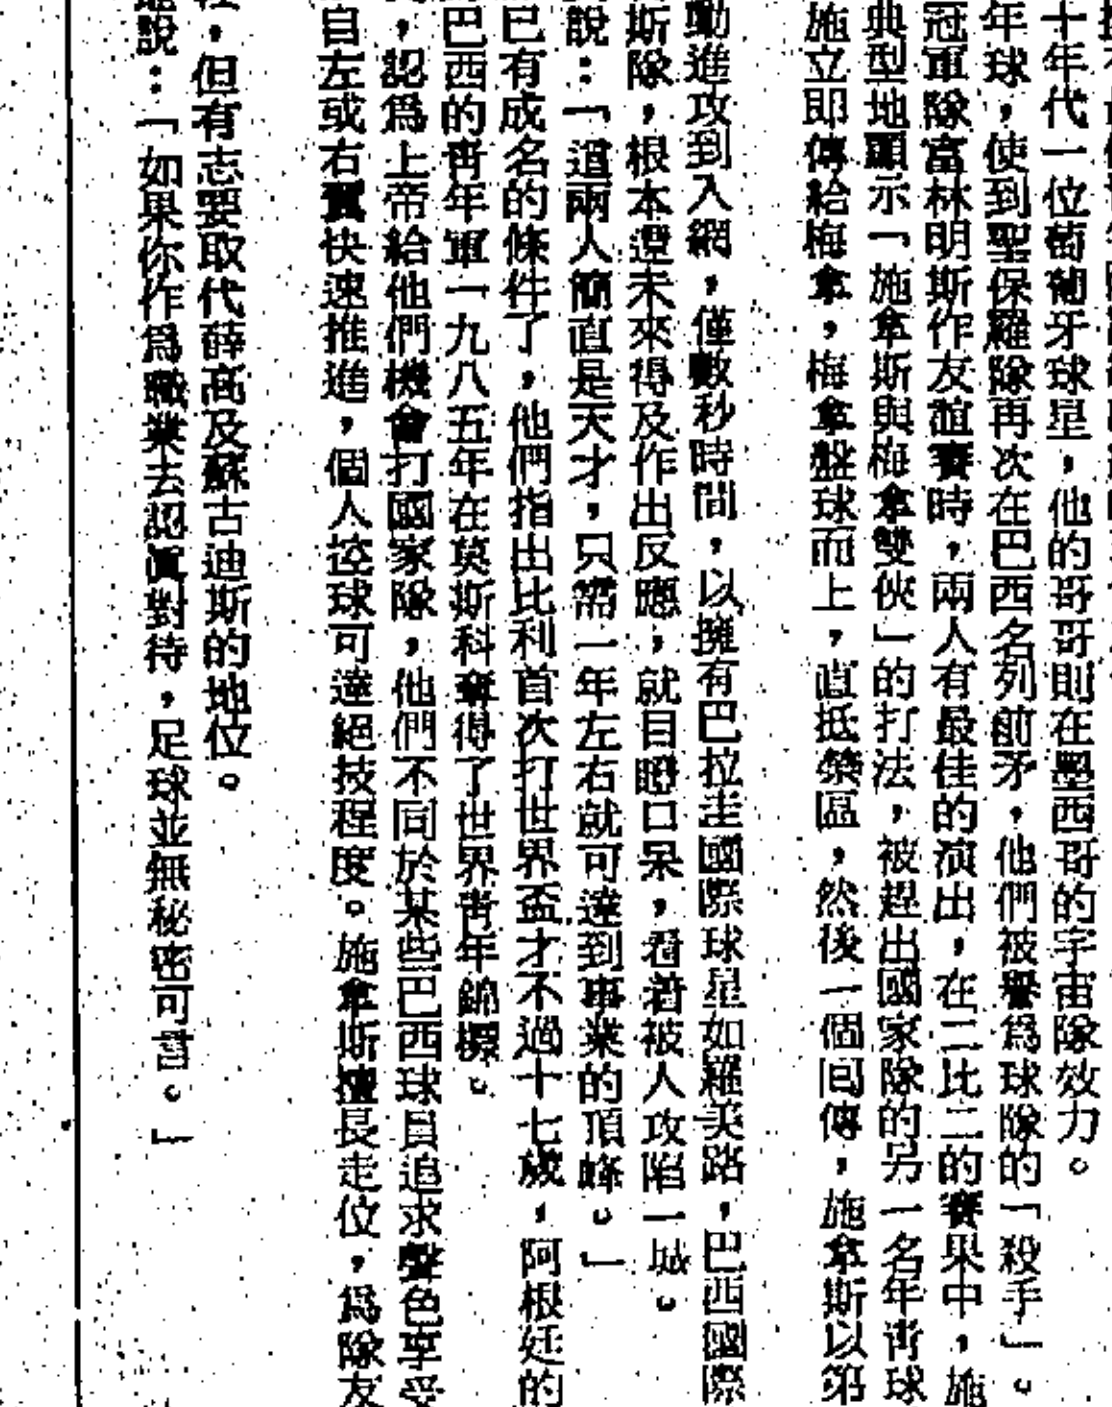 十年代一位葡萄牙球星，他的哥哥則在墨西哥的宇宙隊效力。
年球，使到聖保羅隊再次在巴西名列前矛，他們被譽爲球隊的「殺手」。
冠軍隊富林明斯作友誼賽時，兩人有最佳的演出，在二比二的賽果中，施
典型地顯示「施拿斯與梅拿雙俠」的打法，被趕出國家隊的另一名年靑球
施立即傳給梅拿，梅拿盤球而上，直抵禁區，然後一個囘傳，施拿斯以第
動進攻到入網，僅數秒時間，以擁有巴拉圭國際球星如羅美路，巴西國際
斯隊，根本還未來得及作出反應，就目瞪口呆，看着被人攻陷一城。
說：「這兩人簡直是天才，只需一年左右就可達到事業的頂峰。」
已有成名的條件了，他們指出比利首次打世界盃才不過十七歲，阿根廷的
巴西的靑年軍一九八五年在莫斯科奪得了世界靑年錦標。
，認爲上帝給他們機會打國家隊，他們不同於某些巴西球員追求聲色享受
自左或右翼快速推進，個人控球可達絕技程度。施拿斯擅長走位，爲隊友
，但有志要取代薛高及蘇古迪斯的地位。
說：「如果你作爲職業去認眞對待，足球並無秘密可言。」